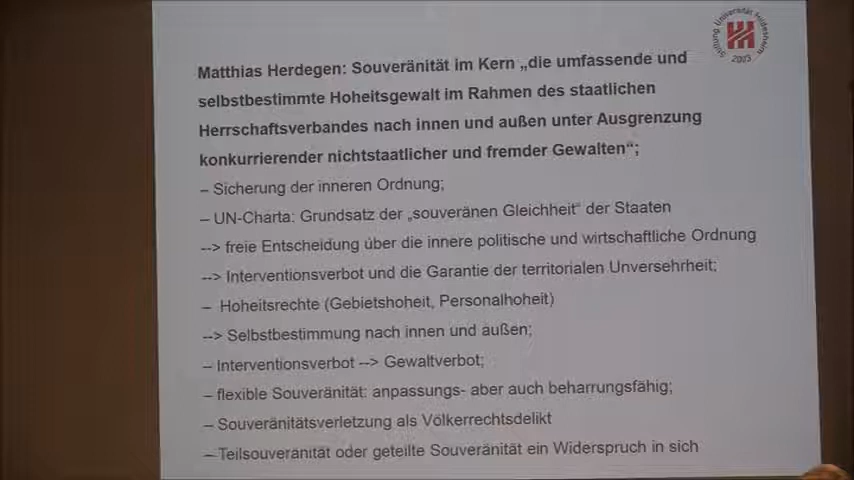 Stiftung Universität Hildesheim
2003
Matthias Herdegen: Souveränität im Kern „die umfassende und
selbstbestimmte Hoheitsgewalt im Rahmen des staatlichen
Herrschaftsverbandes nach innen und außen unter Ausgrenzung
konkurrierender nichtstaatlicher und fremder Gewalten“;
– Sicherung der inneren Ordnung;
– UN-Charta: Grundsatz der „souveränen Gleichheit“ der Staaten
--> freie Entscheidung über die innere politische und wirtschaftliche Ordnung
--> Interventionsverbot und die Garantie der territorialen Unversehrheit;
– Hoheitsrechte (Gebietshoheit, Personalhoheit)
--> Selbstbestimmung nach innen und außen;
– Interventionsverbot --> Gewaltverbot;
– flexible Souveränität: anpassungs- aber auch beharrungsfähig;
– Souveränitätsverletzung als Völkerrechtsdelikt
– Teilsouveränität oder geteilte Souveränität ein Widerspruch in sich